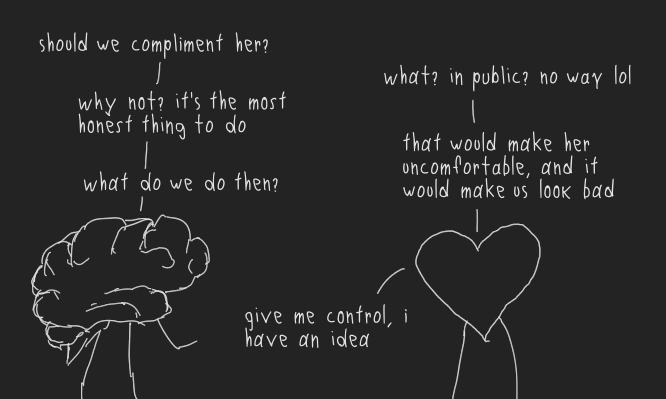 should we compliment her?
what? in public? no way lol
why not? it's the most
honest thing to do
that would make her
uncomfortable, and it
would make us look bad
what do we do then?
give me control, i
have an idea